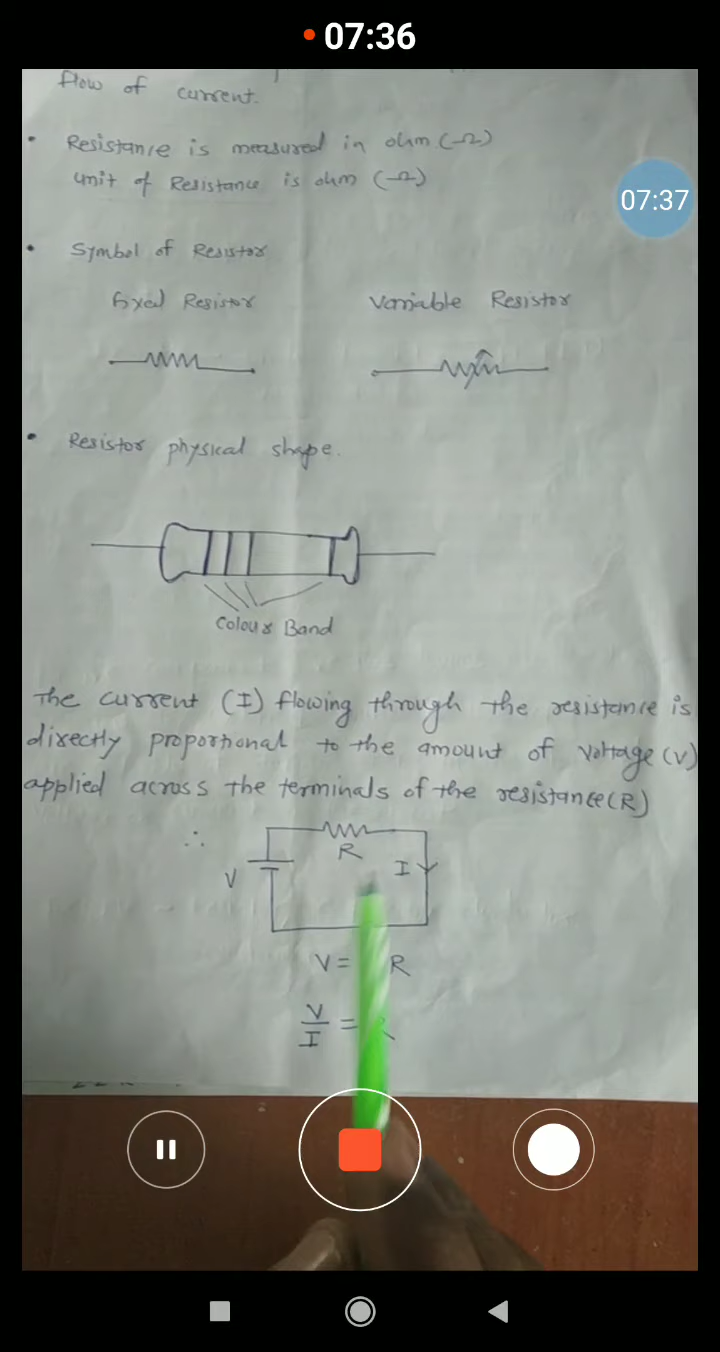 07:36
flow of current.
• Resistance is measured in ohm (Ω)
unit of Resistance is ohm (Ω)
07:37
• Symbol of Resistor
fixed Resistor
Variable Resistor
• Resistor physical shape.
Colour Band
The current (I) flowing through the resistance is
directly proportional to the amount of voltage (V)
applied across the terminals of the resistance (R)
∴
R
V
I
V = R
V/I = R